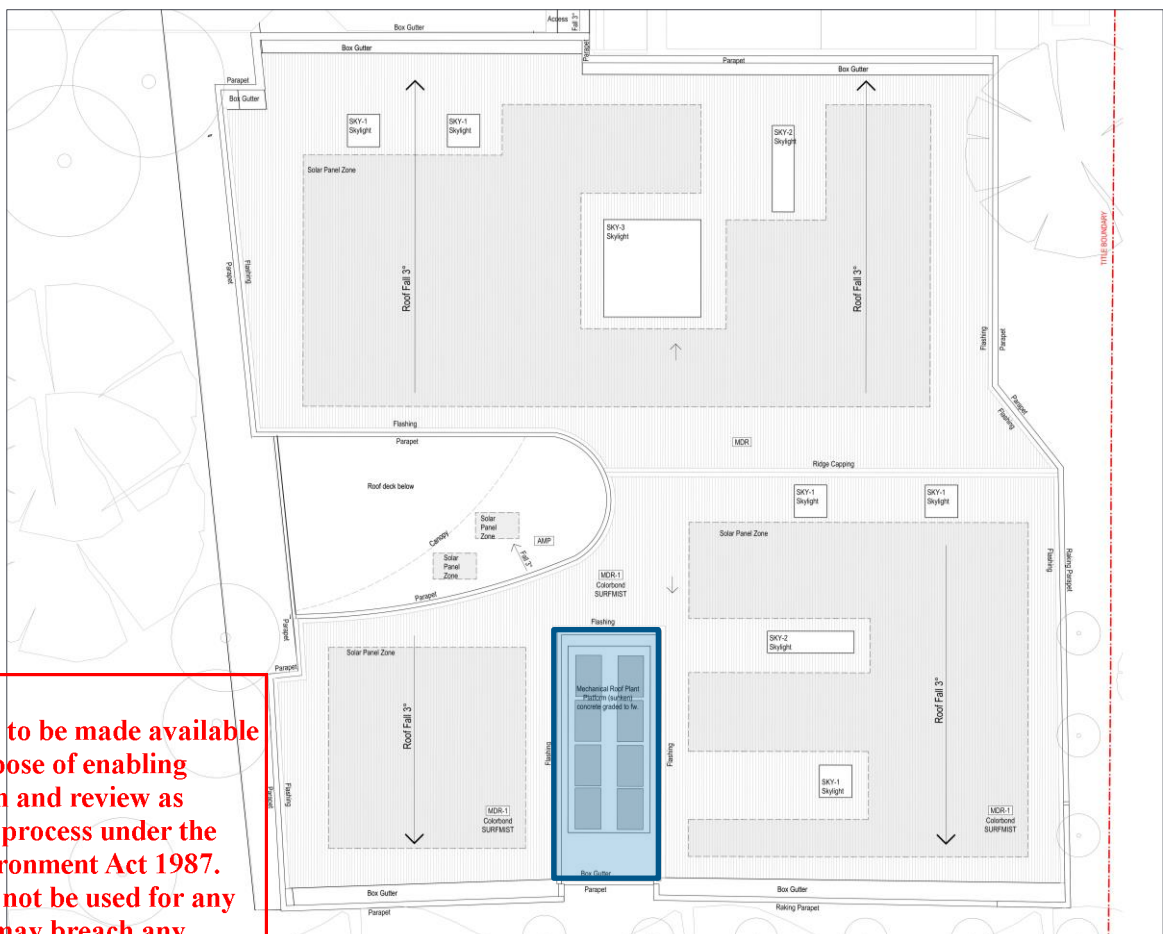 Access
Fall 3°
Box Gutter
Box Gutter
Parapet
Parapet
Box Gutter
Parapet
Box Gutter
SKY-1
Skylight
SKY-1
Skylight
SKY-2
Skylight
Solar Panel Zone
SKY-3
Skylight
TITLE BOUNDARY
Parapet
Flashing
Roof Fall 3°
Roof Fall 3°
Flashing
Parapet
Parapet
Flashing
Flashing
Parapet
MDR
Ridge Capping
Roof deck below
SKY-1
Skylight
SKY-1
Skylight
Solar
Panel
Zone
Canopy
AMP
Solar Panel Zone
Solar
Panel
Zone
Fall 3°
Flashing
Raking Parapet
MDR-1
Colorbond
SURFMIST
Parapet
Flashing
Parapet
SKY-2
Skylight
Solar Panel Zone
Parapet
Mechanical Roof Plant
Platform (sunken)
concrete graded to fw.
Roof Fall 3°
Roof Fall 3°
to be made available
pose of enabling
n and review as
process under the
ironment Act 1987.
not be used for any
may breach any
Flashing
Flashing
Parapet
Flashing
SKY-1
Skylight
MDR-1
Colorbond
SURFMIST
MDR-1
Colorbond
SURFMIST
Box Gutter
Box Gutter
Parapet
Box Gutter
Parapet
Raking Parapet